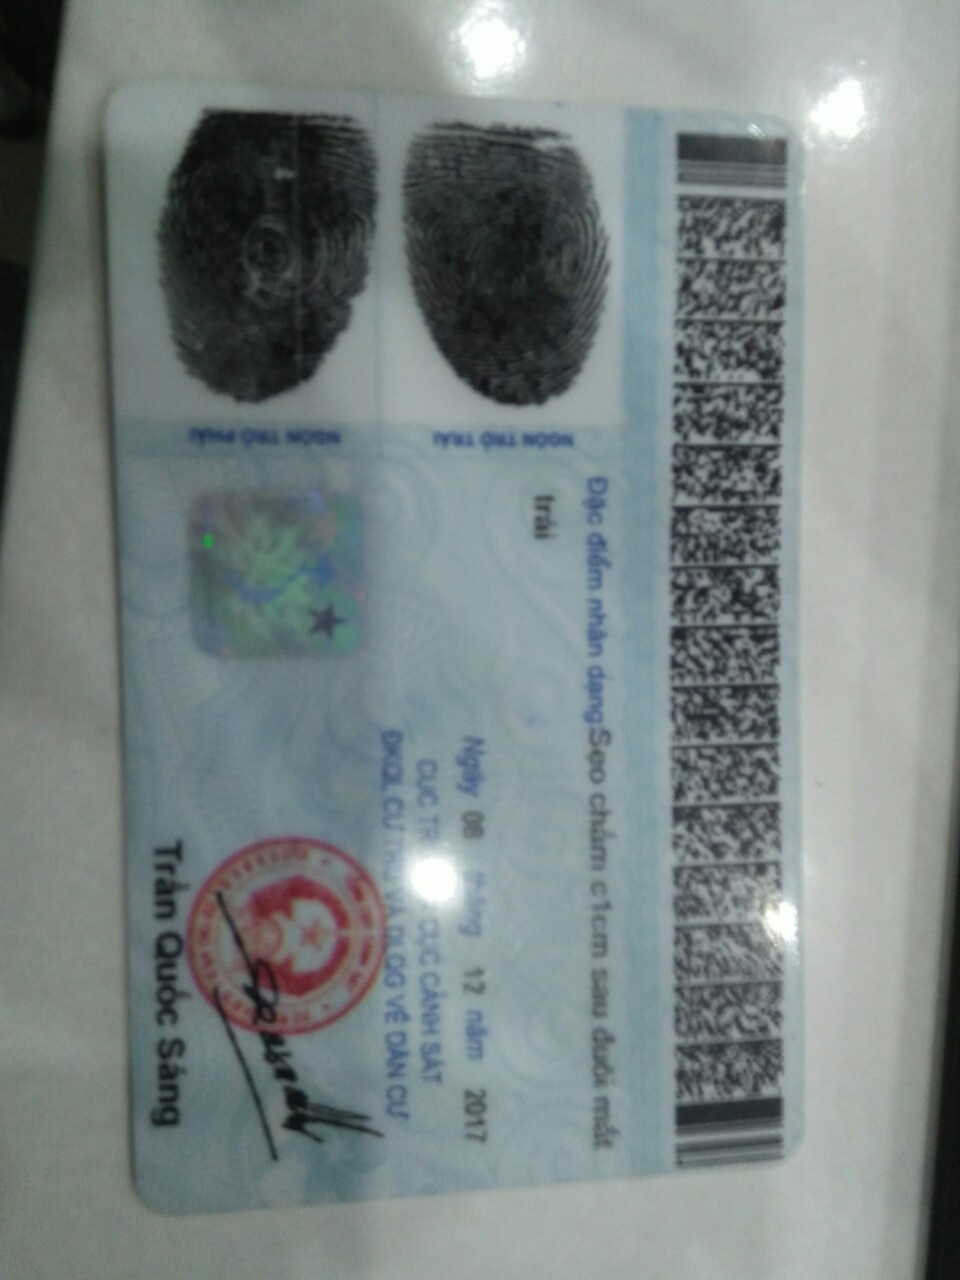 Đặc điểm nhân dạng: Sẹo chấm c1cm sau đuôi mắt
trái
NGÓN TRỎ TRÁI
Ngày 08 tháng 12 năm 2017
CỤC TR CỤC CẢNH SÁT
ĐKQL CƯ TRÚ VÀ DLQG VỀ DÂN CƯ
NGÓN TRỎ PHẢI
Trần Quốc Sáng